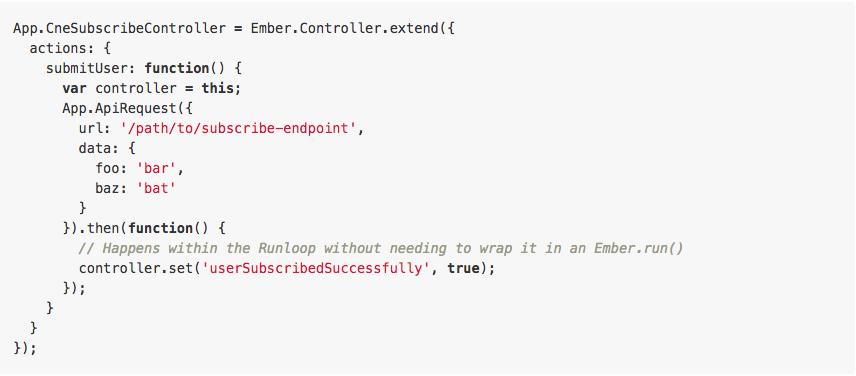 App.CneSubscribeController = Ember.Controller.extend({
  actions: {
    submitUser: function() {
      var controller = this;
      App.ApiRequest({
        url: '/path/to/subscribe-endpoint',
        data: {
          foo: 'bar',
          baz: 'bat'
        }
      }).then(function() {
        // Happens within the Runloop without needing to wrap it in an Ember.run()
        controller.set('userSubscribedSuccessfully', true);
      });
    }
  }
});